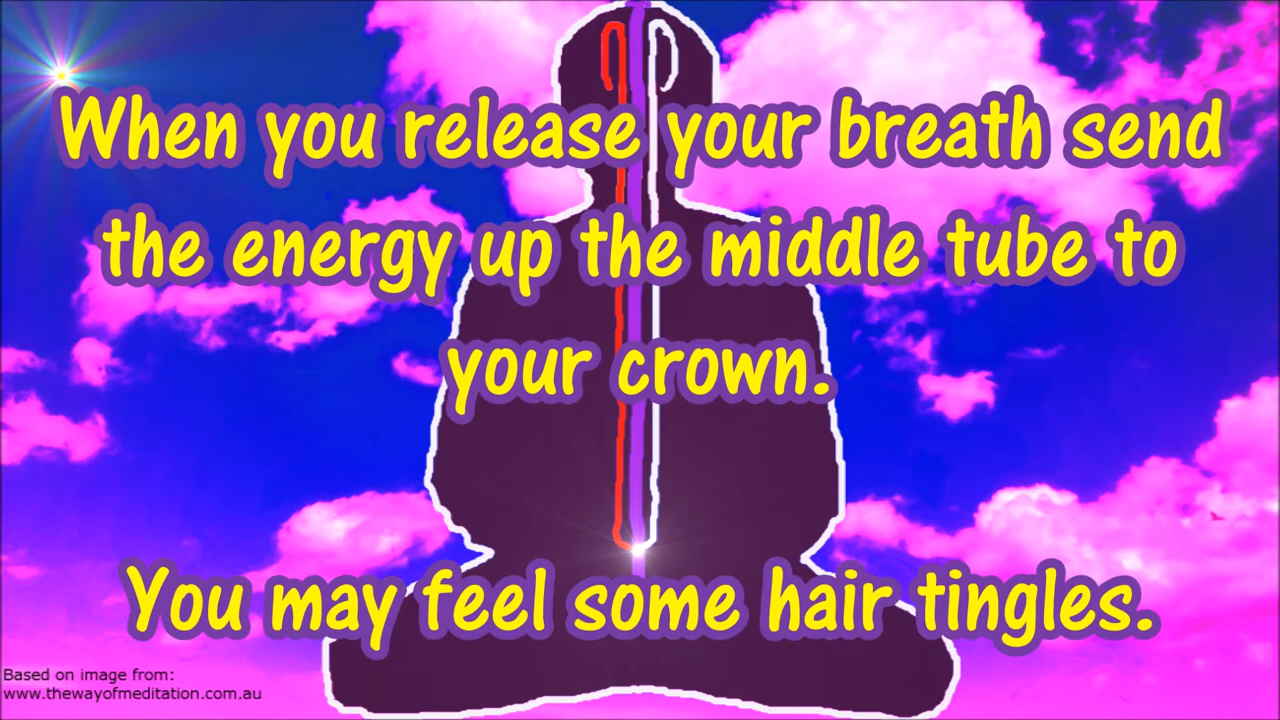 When you release your breath send
the energy up the middle tube to
your crown.
You may feel some hair tingles.
Based on image from:
www.thewayofmeditation.com.au